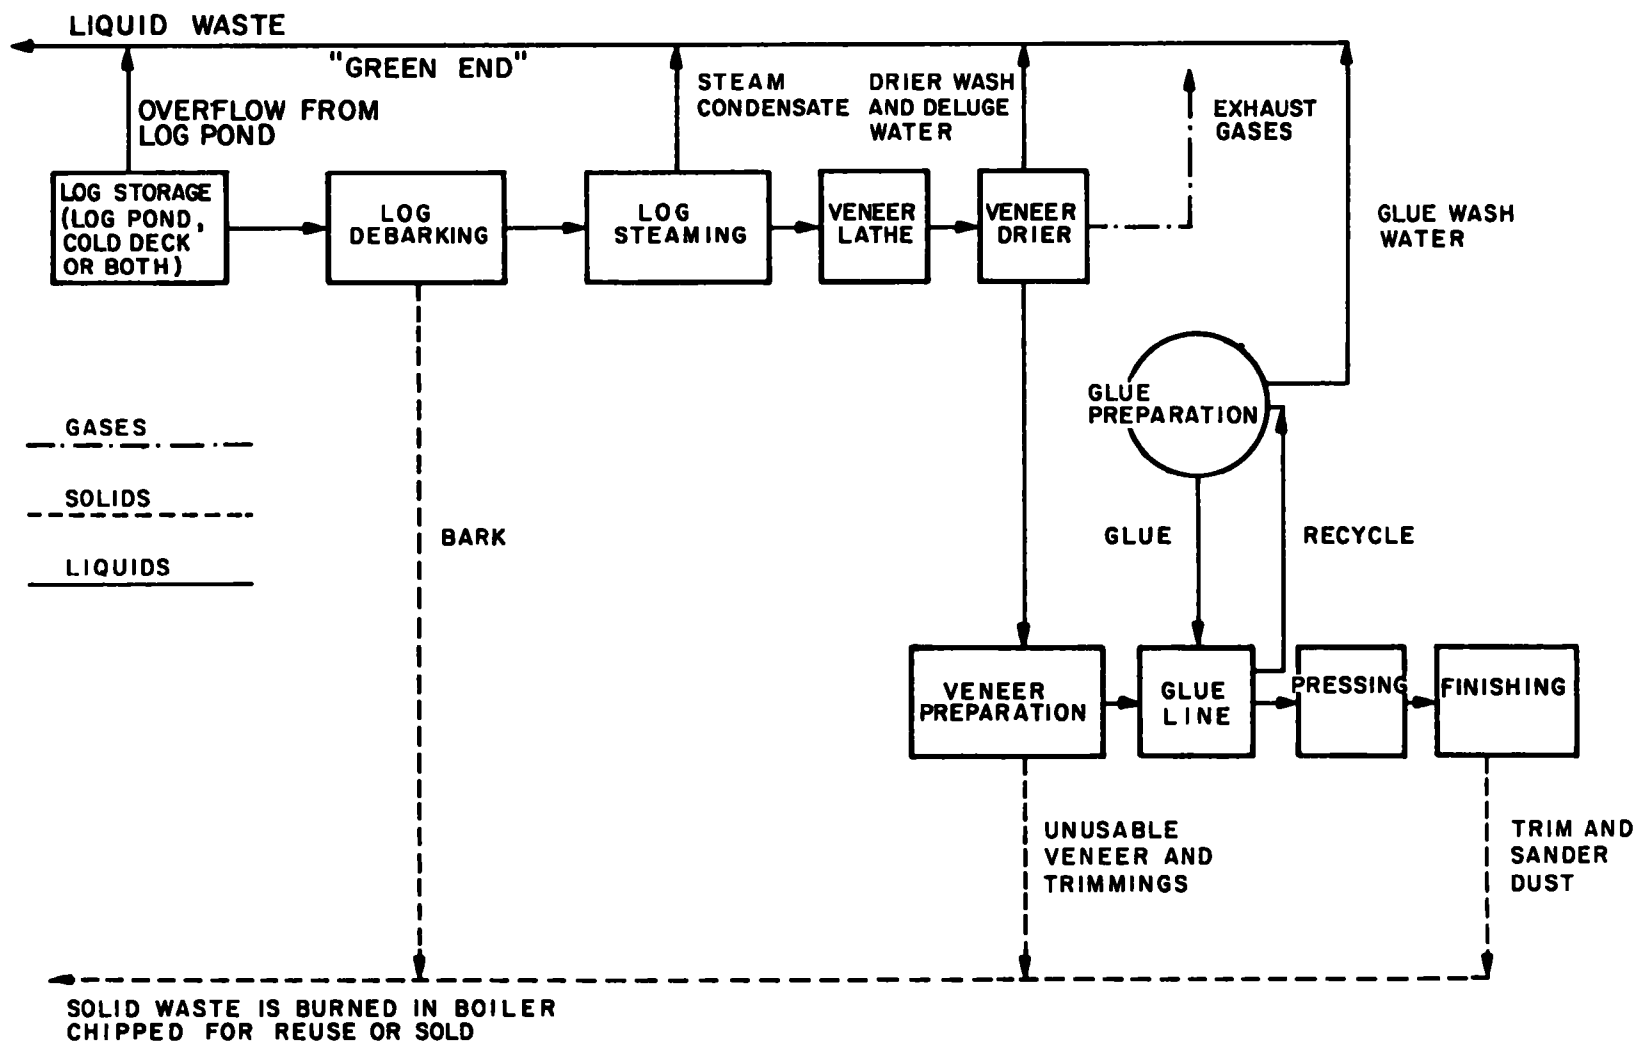 LIQUID WASTE
"GREEN END"
OVERFLOW FROM
LOG POND
STEAM
CONDENSATE
DRIER WASH
AND DELUGE
WATER
EXHAUST
GASES
LOG STORAGE
(LOG POND,
COLD DECK
OR BOTH)
LOG
DEBARKING
LOG
STEAMING
VENEER
LATHE
VENEER
DRIER
GLUE WASH
WATER
GLUE
PREPARATION
GASES
SOLIDS
LIQUIDS
BARK
GLUE
RECYCLE
VENEER
PREPARATION
GLUE
LINE
PRESSING
FINISHING
UNUSABLE
VENEER AND
TRIMMINGS
TRIM AND
SANDER
DUST
SOLID WASTE IS BURNED IN BOILER
CHIPPED FOR REUSE OR SOLD